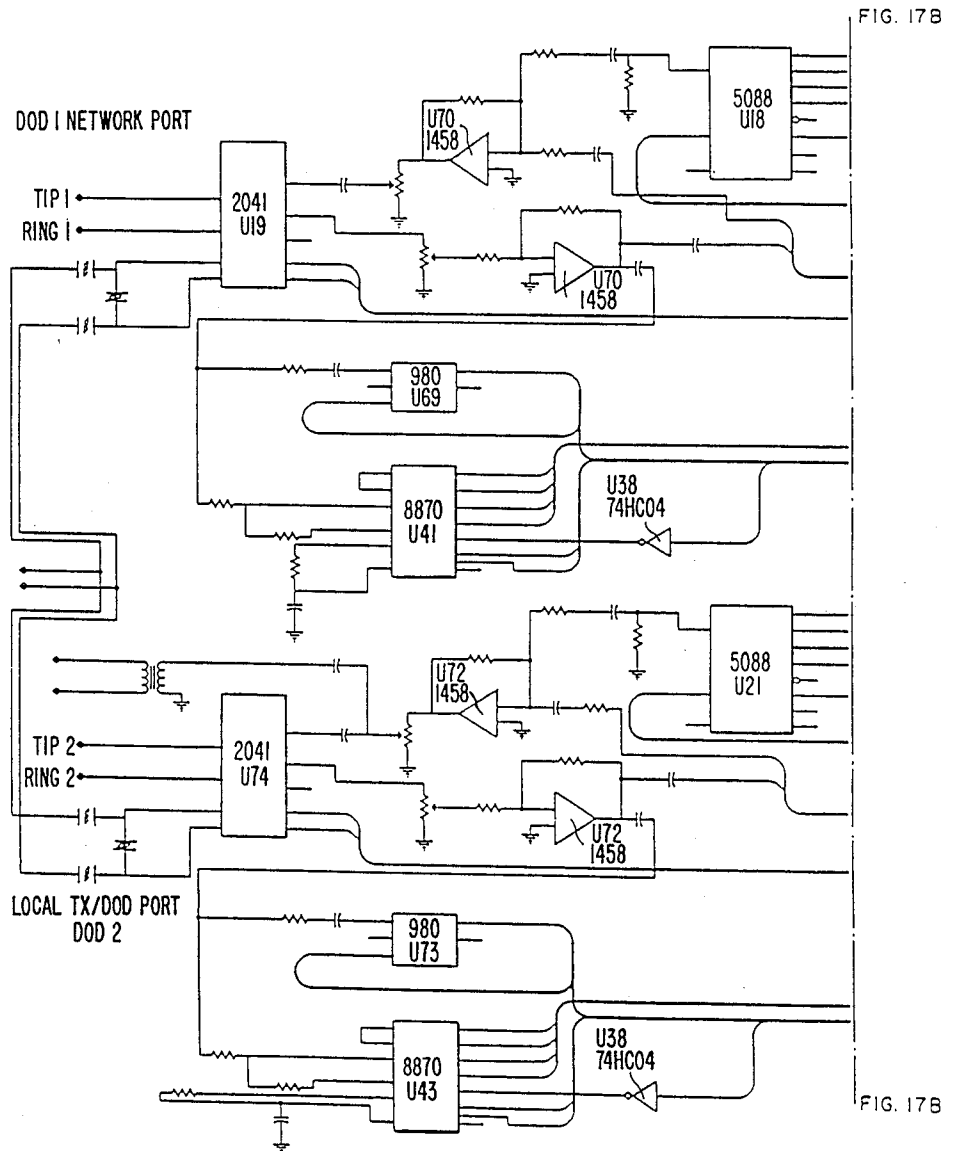 FIG. 17B
DOD 1 NETWORK PORT
TIP 1
RING 1
2041
U19
U70
1458
5088
U18
U70
1458
980
U69
8870
U41
U38
74HC04
TIP 2
RING 2
2041
U74
U72
1458
5088
U21
U72
1458
LOCAL TX/DOD PORT
DOD 2
980
U73
8870
U43
U38
74HC04
FIG. 17B